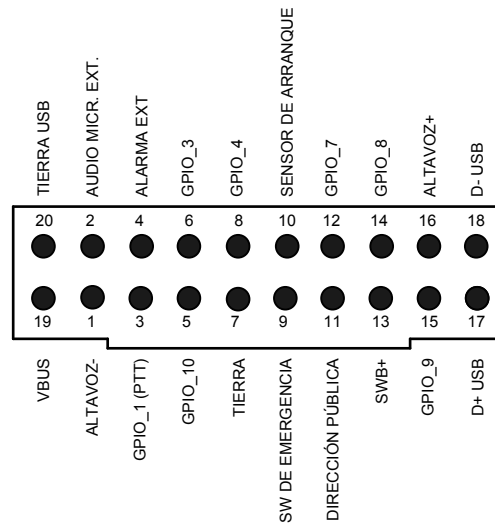 TIERRA USB
AUDIO MICR. EXT.
ALARMA EXT
GPIO_3
GPIO_4
SENSOR DE ARRANQUE
GPIO_7
GPIO_8
ALTAVOZ+
D- USB
20 2 4 6 8 10 12 14 16 18
19 1 3 5 7 9 11 13 15 17
VBUS
ALTAVOZ-
GPIO_1 (PTT)
GPIO_10
TIERRA
SW DE EMERGENCIA
DIRECCIÓN PÚBLICA
SWB+
GPIO_9
D+ USB